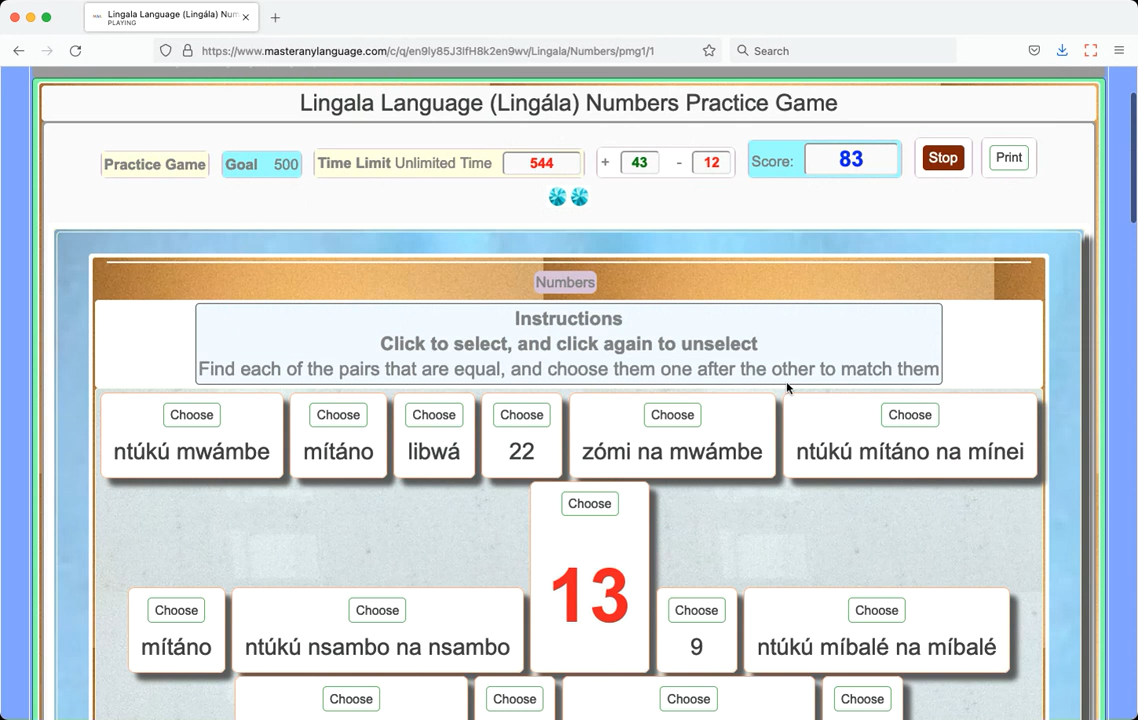 Lingala Language (Lingála) Num
PLAYING
https://www.masteranylanguage.com/c/q/en9ly85J3lfH8k2en9wv/Lingala/Numbers/pmg1/1
Search
Lingala Language (Lingála) Numbers Practice Game
Practice Game Goal 500 Time Limit Unlimited Time 544 + 43 - 12 Score: 83 Stop Print
Numbers
Instructions
Click to select, and click again to unselect
Find each of the pairs that are equal, and choose them one after the other to match them
Choose Choose Choose Choose Choose Choose
ntúkú mwámbe mítáno libwá 22 zómi na mwámbe ntúkú mítáno na mínei
Choose
13
Choose Choose Choose Choose
mítáno ntúkú nsambo na nsambo 9 ntúkú míbalé na míbalé
Choose Choose Choose Choose